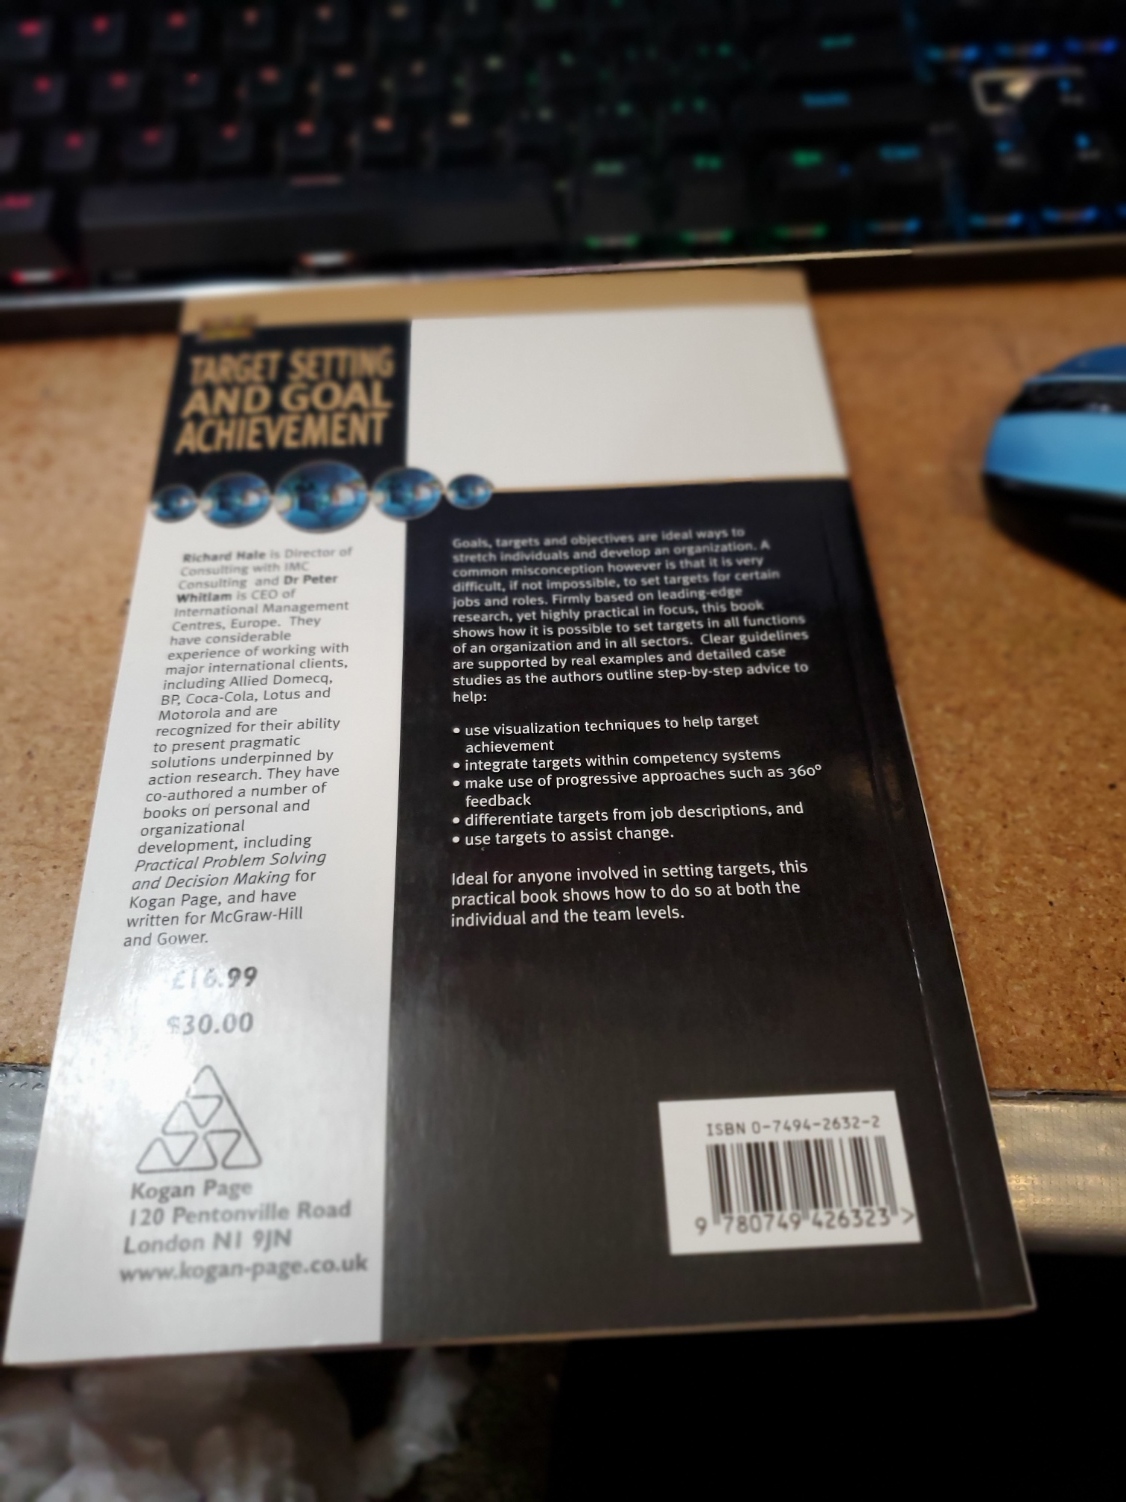 TARGET SETTING
AND GOAL
ACHIEVEMENT
Richard Hale is Director of
Consulting with IMC
Consulting and Dr Peter
Whitlam is CEO of
International Management
Centres, Europe. They
have considerable
experience of working with
major international clients,
including Allied Domecq,
BP, Coca-Cola, Lotus and
Motorola and are
recognized for their ability
to present pragmatic
solutions underpinned by
action research. They have
co-authored a number of
books on personal and
organizational
development, including
Practical Problem Solving
and Decision Making for
Kogan Page, and have
written for McGraw-Hill
and Gower.
£16.99
$30.00
Kogan Page
120 Pentonville Road
London N1 9JN
www.kogan-page.co.uk
Goals, targets and objectives are ideal ways to
stretch individuals and develop an organization. A
common misconception however is that it is very
difficult, if not impossible, to set targets for certain
jobs and roles. Firmly based on leading-edge
research, yet highly practical in focus, this book
shows how it is possible to set targets in all functions
of an organization and in all sectors. Clear guidelines
are supported by real examples and detailed case
studies as the authors outline step-by-step advice to
help:
• use visualization techniques to help target
achievement
• integrate targets within competency systems
• make use of progressive approaches such as 360°
feedback
• differentiate targets from job descriptions, and
• use targets to assist change.
Ideal for anyone involved in setting targets, this
practical book shows how to do so at both the
individual and the team levels.
ISBN 0-7494-2632-2
9 780749 426323 >